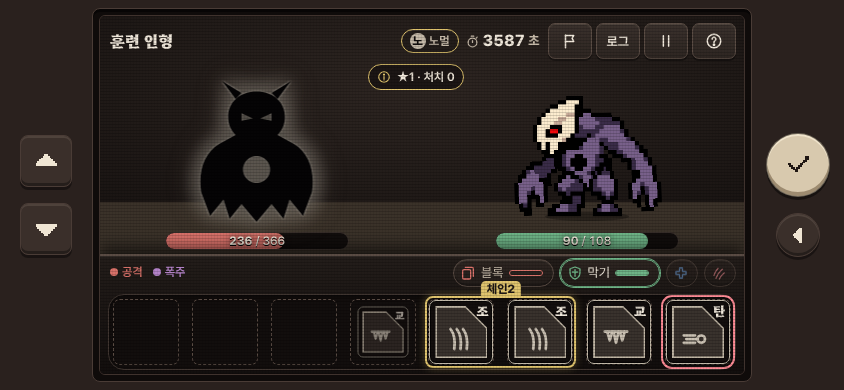 훈련 인형
노 노멀
3587 초
로그
★1 · 처치 0
236 / 366
90 / 108
공격
폭주
블록
막기
체인2
교
조
조
교
탄